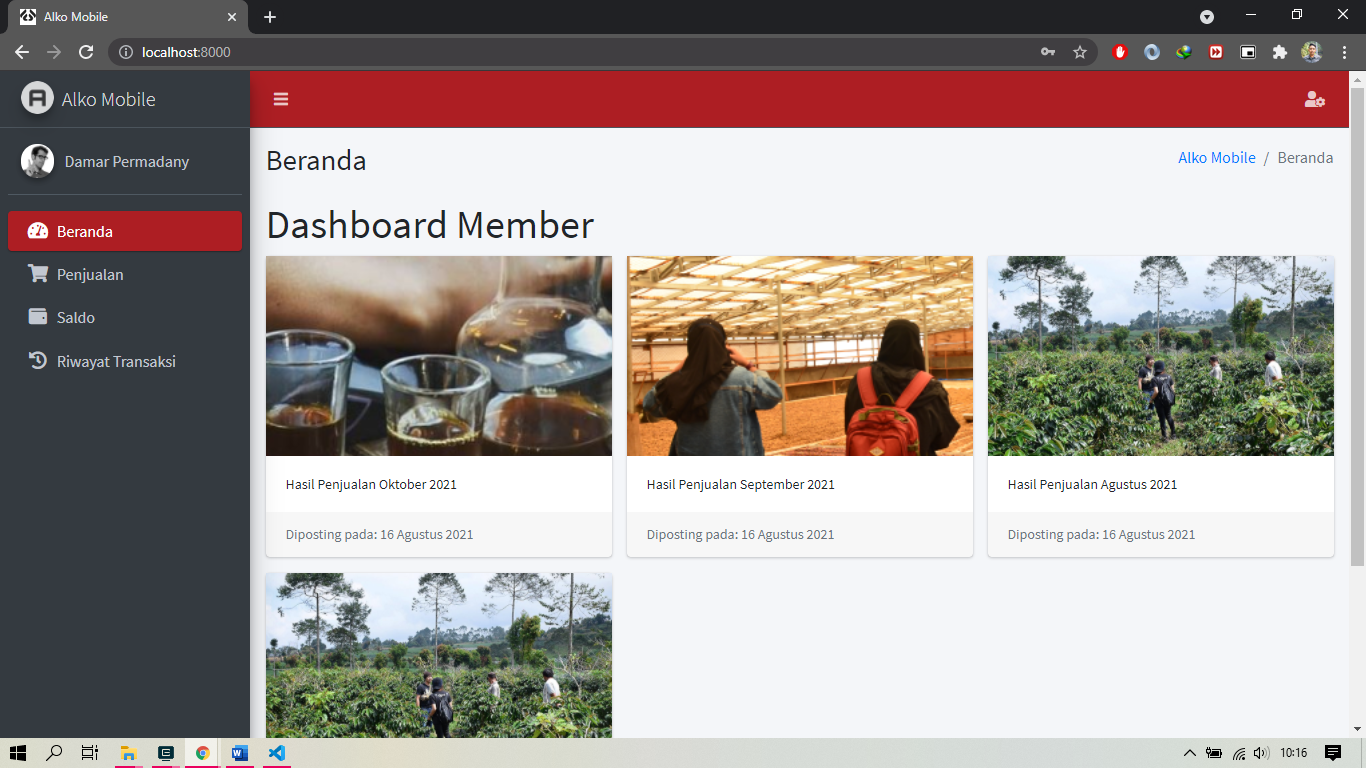 Alko Mobile
localhost:8000
Alko Mobile
Damar Permadany
Beranda
Penjualan
Saldo
Riwayat Transaksi
Beranda
Alko Mobile / Beranda
Dashboard Member
Hasil Penjualan Oktober 2021
Diposting pada: 16 Agustus 2021
Hasil Penjualan September 2021
Diposting pada: 16 Agustus 2021
Hasil Penjualan Agustus 2021
Diposting pada: 16 Agustus 2021
10:16